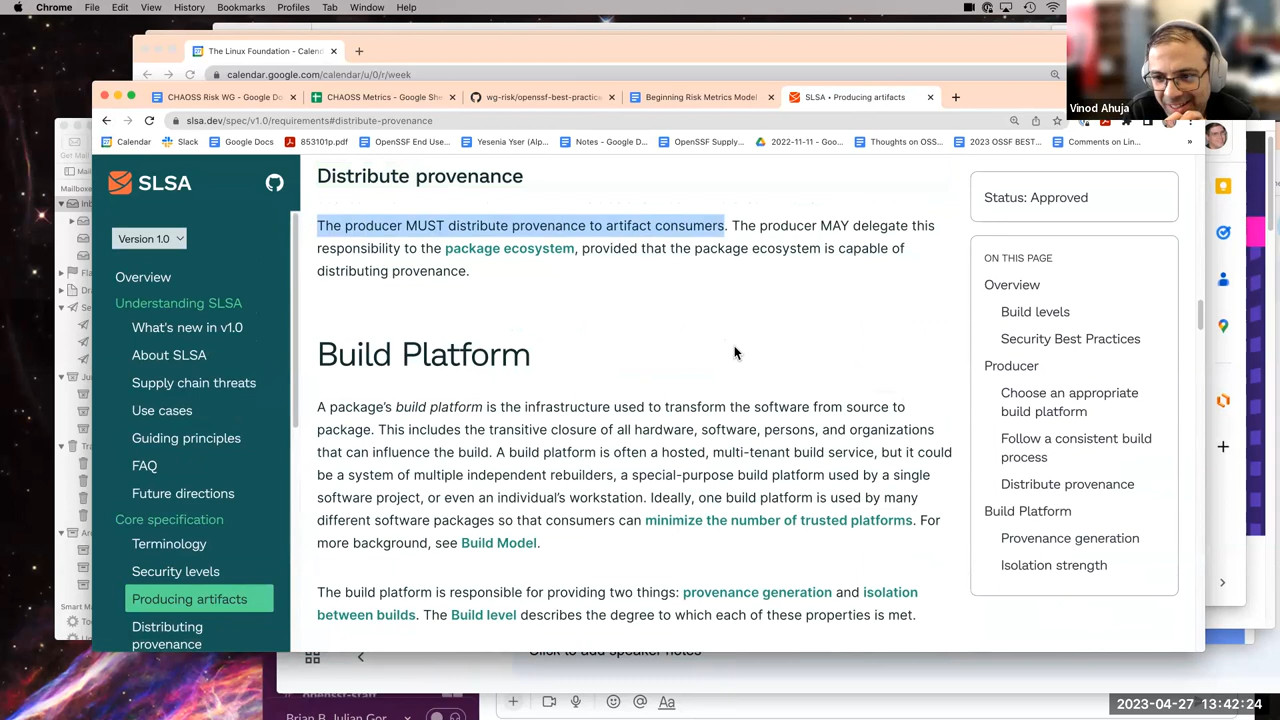 Chrome File Edit View History Bookmarks Profiles Tab Window Help
The Linux Foundation - Calend
calendar.google.com/calendar/u/0/r/week
Vinod Ahuja
CHAOSS Risk WG - Google Do
CHAOSS Metrics - Google She
wg-risk/openssf-best-practice
Beginning Risk Metrics Model
SLSA • Producing artifacts
slsa.dev/spec/v1.0/requirements#distribute-provenance
Calendar Slack Google Docs 853101p.pdf OpenSSF End Use... Yesenia Yser (Alp... Notes - Google D... OpenSSF Supply... 2022-11-11 - Goo... Thoughts on OSS... 2023 OSSF BEST... Comments on Lin... »
Get Mail
Mailboxe
Smart M
SLSA
Version 1.0
Overview
Understanding SLSA
What's new in v1.0
About SLSA
Supply chain threats
Use cases
Guiding principles
FAQ
Future directions
Core specification
Terminology
Security levels
Producing artifacts
Distributing
provenance
Distribute provenance
The producer MUST distribute provenance to artifact consumers. The producer MAY delegate this
responsibility to the package ecosystem, provided that the package ecosystem is capable of
distributing provenance.
Build Platform
A package's build platform is the infrastructure used to transform the software from source to
package. This includes the transitive closure of all hardware, software, persons, and organizations
that can influence the build. A build platform is often a hosted, multi-tenant build service, but it could
be a system of multiple independent rebuilders, a special-purpose build platform used by a single
software project, or even an individual's workstation. Ideally, one build platform is used by many
different software packages so that consumers can minimize the number of trusted platforms. For
more background, see Build Model.
The build platform is responsible for providing two things: provenance generation and isolation
between builds. The Build level describes the degree to which each of these properties is met.
Status: Approved
ON THIS PAGE
Overview
Build levels
Security Best Practices
Producer
Choose an appropriate
build platform
Follow a consistent build
process
Distribute provenance
Build Platform
Provenance generation
Isolation strength
Click to add speaker notes
Brian B, Julian Gor
Aa
2023-04-27 13:42:24